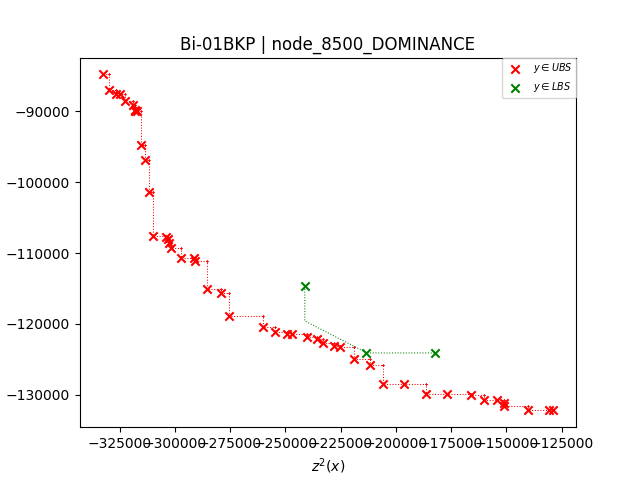 Bi-01BKP | node_8500_DOMINANCE
y ∈ UBS
y ∈ LBS
−90000
−100000
−110000
−120000
−130000
−325000 −300000 −275000 −250000 −225000 −200000 −175000 −150000 −125000
z²(x)